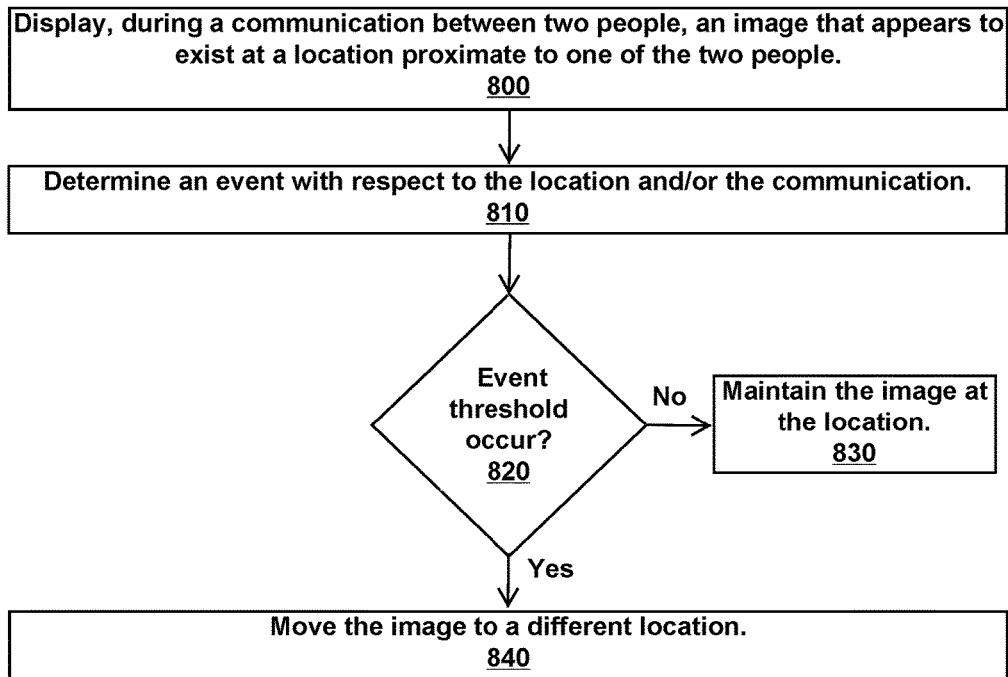 Display, during a communication between two people, an image that appears to
exist at a location proximate to one of the two people.
800
Determine an event with respect to the location and/or the communication.
810
Event
threshold
occur?
820
No
Maintain the image at
the location.
830
Yes
Move the image to a different location.
840